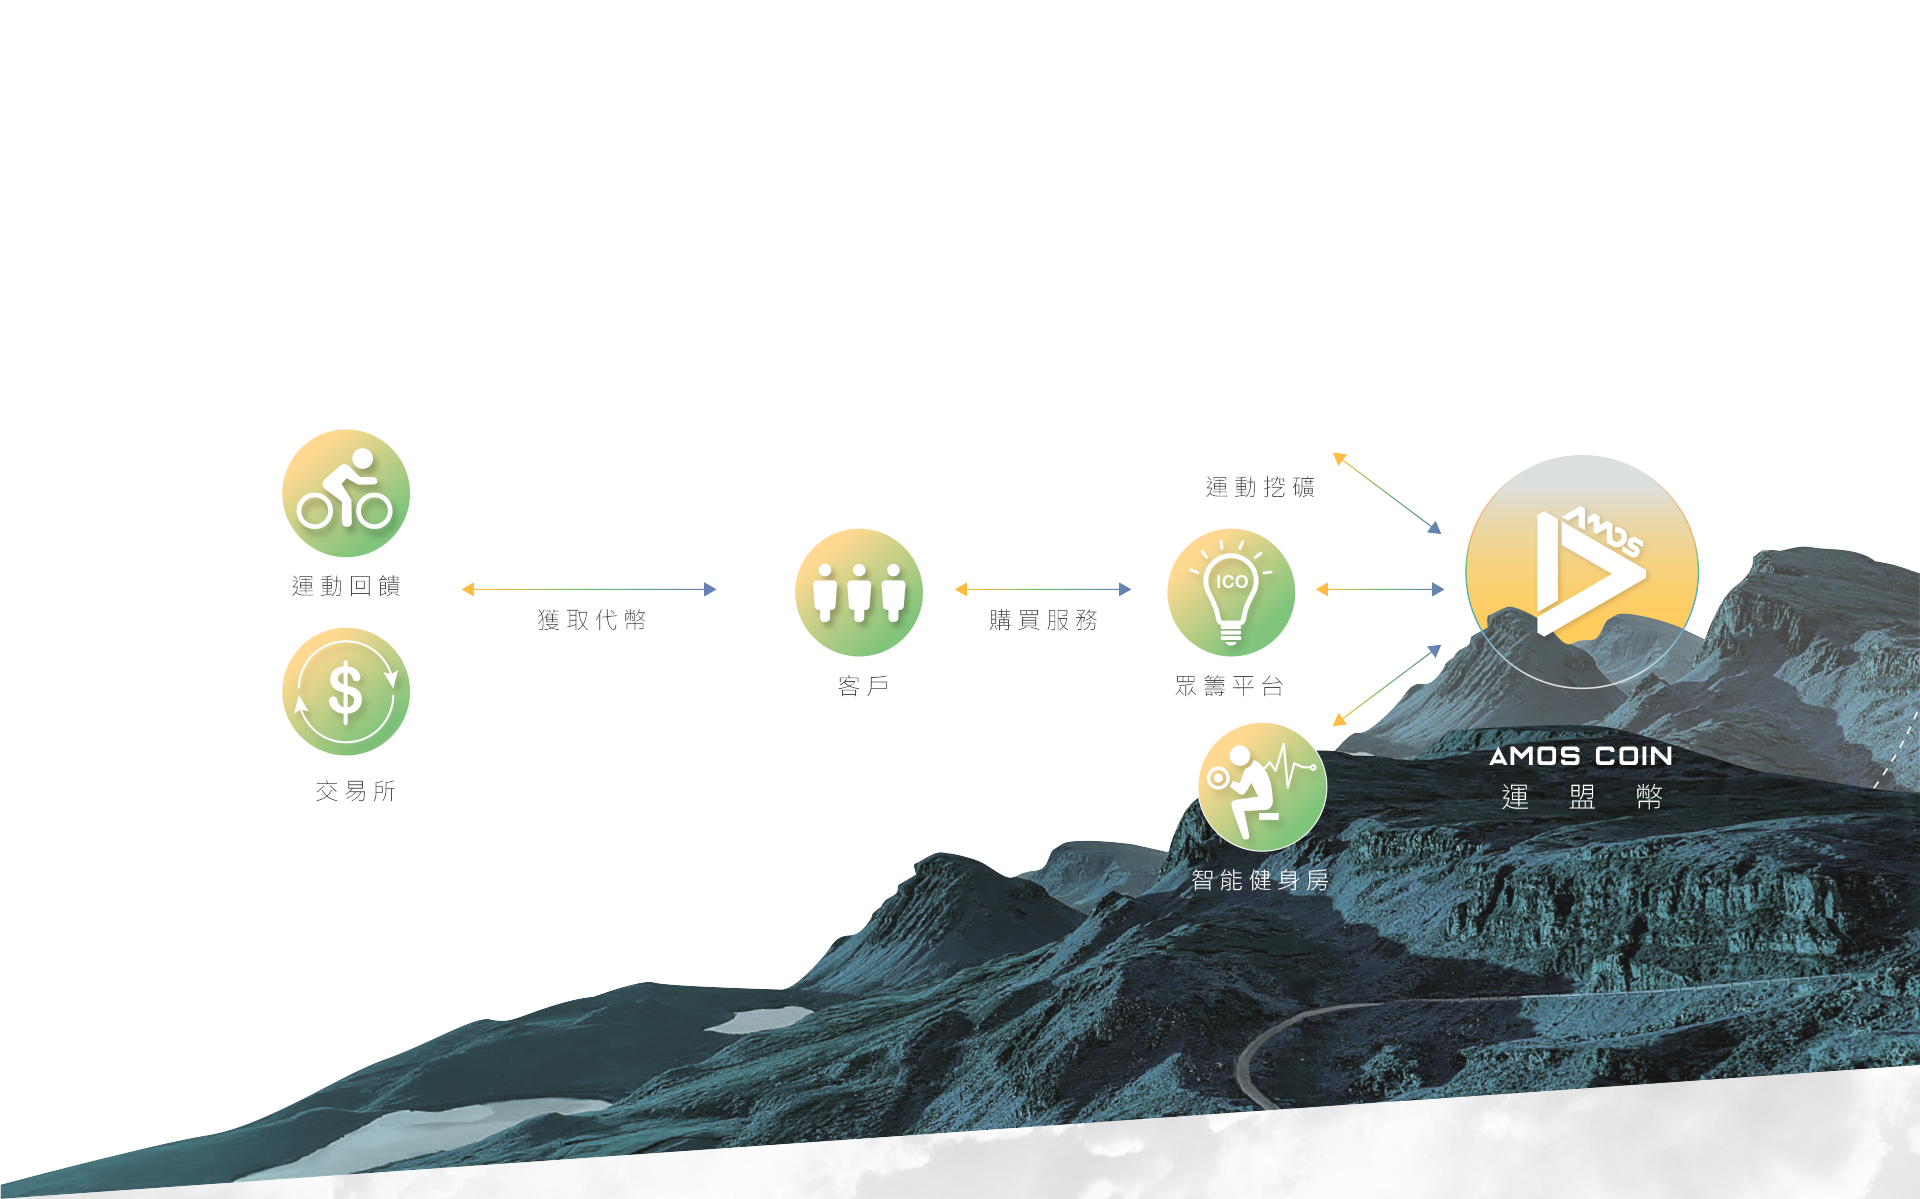 運動回饋
$
交易所
獲取代幣
客戶
購買服務
運動挖礦
ICO
眾籌平台
智能健身房
AMOS
AMOS COIN
運盟幣